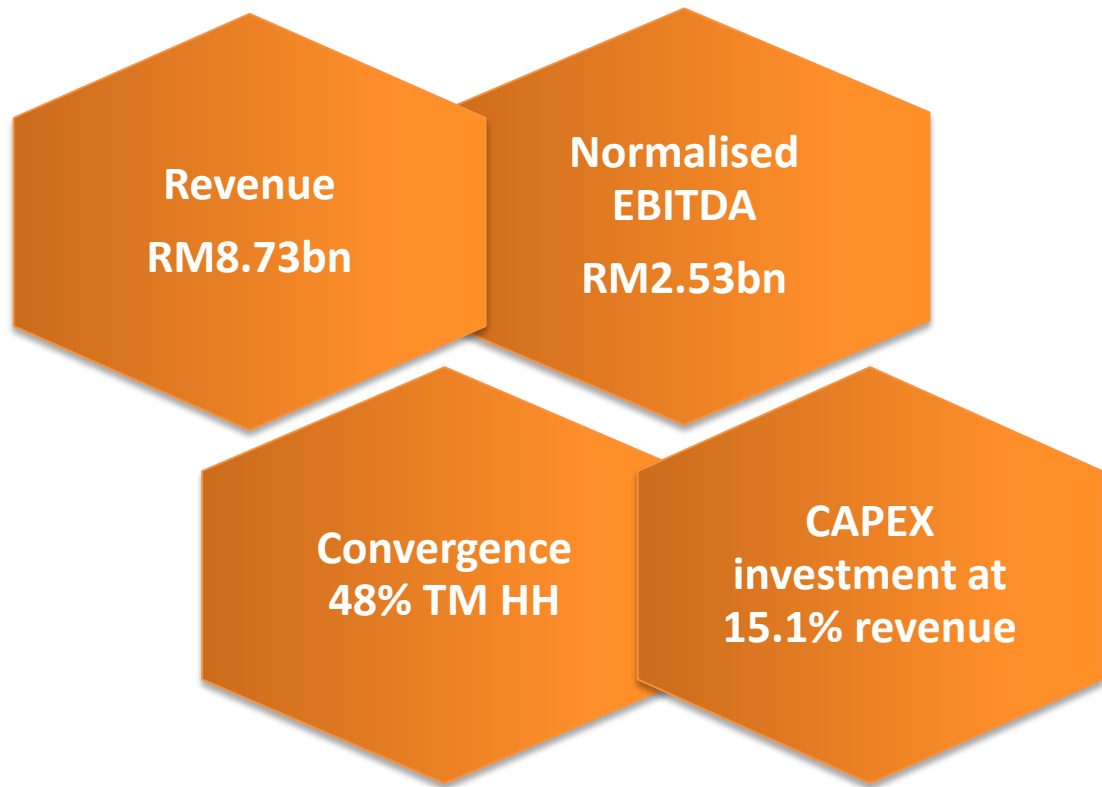 Revenue
RM8.73bn
Normalised
EBITDA
RM2.53bn
Convergence
48% TM HH
CAPEX
investment at
15.1% revenue